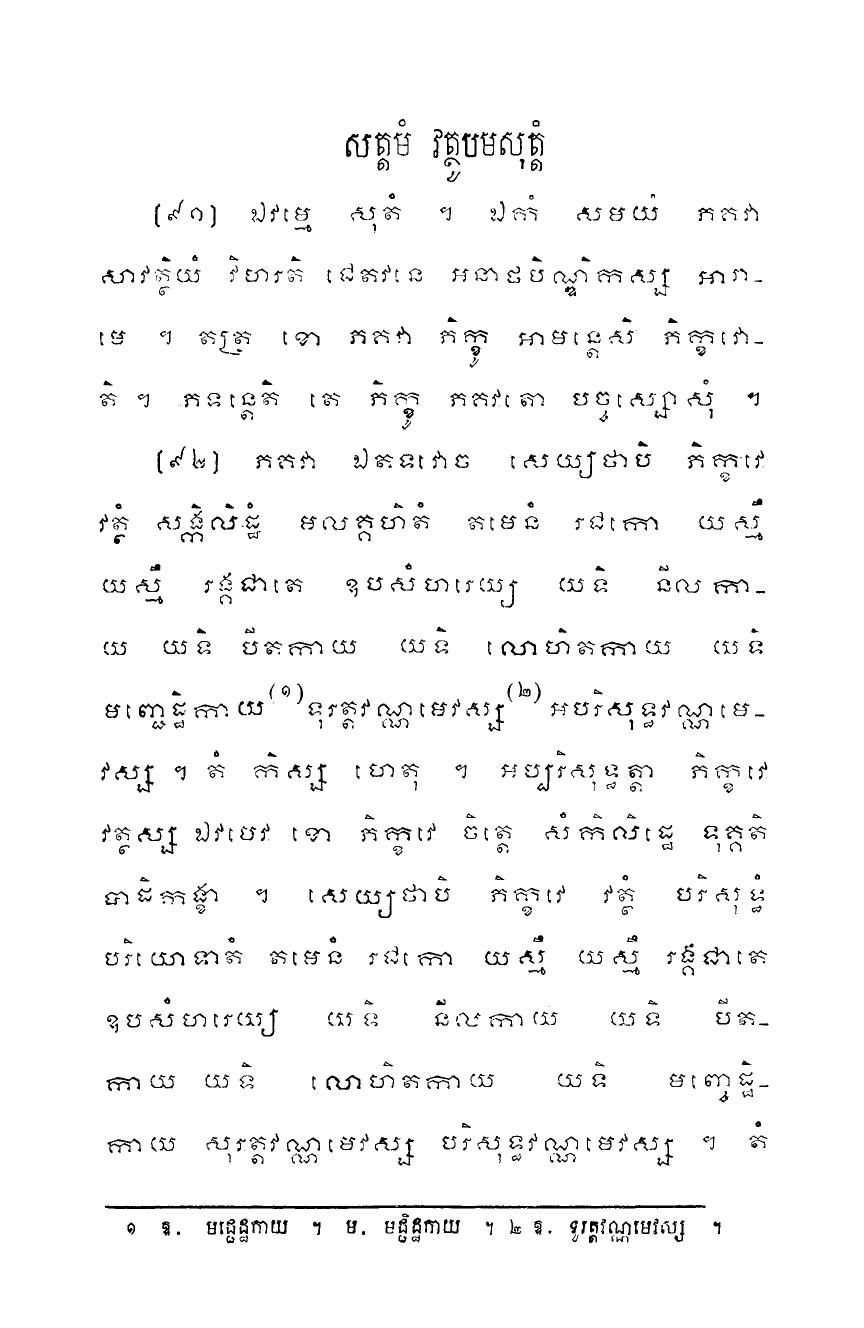 សត្តមំ វត្ថូបមសុត្តំ
(៩១) ឯវម្មេ សុតំ ។ ឯកំ សមយំ ភគវា
សាវត្ថិយំ វិហរតិ ជេតវនេ អនាថបិណ្ឌិកស្ស អារា-
មេ ។ តត្រ ខោ ភគវា ភិក្ខូ អាមន្តេសិ ភិក្ខវោ-
តិ ។ ភទន្តេតិ តេ ភិក្ខូ ភគវតោ បច្ចស្សោសុំ ។
(៩២) ភគវា ឯតទវោច សេយ្យថាបិ ភិក្ខវេ
វត្ថំ សង្កិលិដ្ឋំ មលគ្គហិតំ តមេនំ រជកោ យស្មឹ
យស្មឹ រង្គជាតេ ឧបសំហរេយ្យ យទិ នីលកា-
យ យទិ បីតកាយ យទិ លោហិតកាយ យទិ
មញ្ជេដ្ឋិកាយ(១) ទុរត្តវណ្ណមេវស្ស(២) អបរិសុទ្ធវណ្ណមេ-
វស្ស ។ តំ កិស្ស ហេតុ ។ អប្បរិសុទ្ធត្តា ភិក្ខវេ
វត្ថស្ស ឯវមេវ ខោ ភិក្ខវេ ចិត្តេ សំកិលិដ្ឋេ ទុគ្គតិ
បាដិកង្ខា ។ សេយ្យថាបិ ភិក្ខវេ វត្ថំ បរិសុទ្ធំ
បរិយោទាតំ តមេនំ រជកោ យស្មឹ យស្មឹ រង្គជាតេ
ឧបសំហរេយ្យ យទិ នីលកាយ យទិ បីត-
កាយ យទិ លោហិតកាយ យទិ មញ្ជេដ្ឋិ-
កាយ សុរត្តវណ្ណមេវស្ស បរិសុទ្ធវណ្ណមេវស្ស ។ តំ
១ ឱ. មជ្ជេដ្ឋកាយ ។ ម. មជ្ជិដ្ឋកាយ ។ ២ ឱ. ទូរត្តវណ្ណមេវស្ស ។